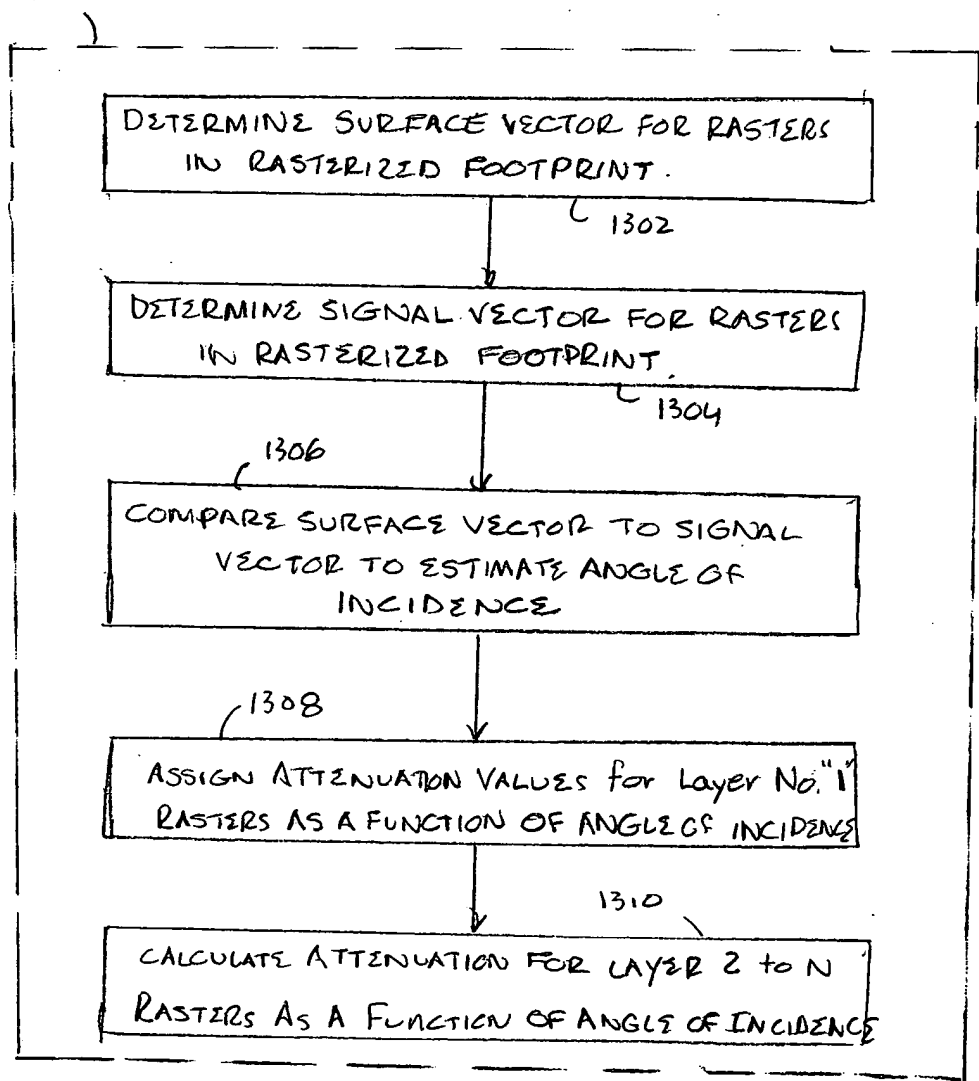 DETERMINE SURFACE VECTOR FOR RASTERS
IN RASTERIZED FOOTPRINT.
1302
DETERMINE SIGNAL VECTOR FOR RASTERS
IN RASTERIZED FOOTPRINT.
1304
1306
COMPARE SURFACE VECTOR TO SIGNAL
VECTOR TO ESTIMATE ANGLE OF
INCIDENCE
1308
ASSIGN ATTENUATION VALUES for Layer No. "1"
RASTERS AS A FUNCTION OF ANGLE OF INCIDENCE
1310
CALCULATE ATTENUATION FOR LAYER 2 to N
RASTERS AS A FUNCTION OF ANGLE OF INCIDENCE